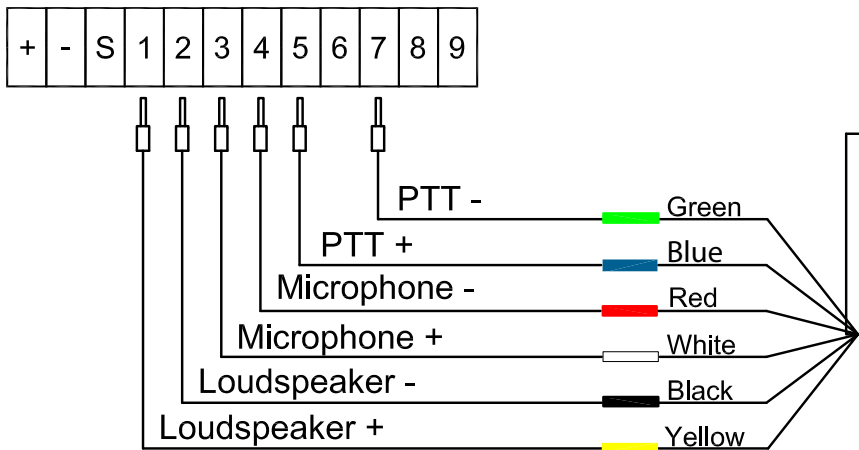 + - S 1 2 3 4 5 6 7 8 9
PTT - Green
PTT + Blue
Microphone - Red
Microphone + White
Loudspeaker - Black
Loudspeaker + Yellow